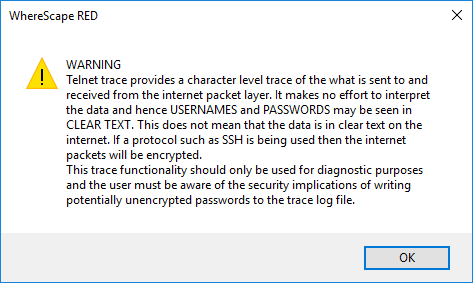 WhereScape RED
WARNING
Telnet trace provides a character level trace of the what is sent to and
received from the internet packet layer. It makes no effort to interpret
the data and hence USERNAMES and PASSWORDS may be seen in
CLEAR TEXT. This does not mean that the data is in clear text on the
internet. If a protocol such as SSH is being used then the internet
packets will be encrypted.
This trace functionality should only be used for diagnostic purposes
and the user must be aware of the security implications of writing
potentially unencrypted passwords to the trace log file.
OK